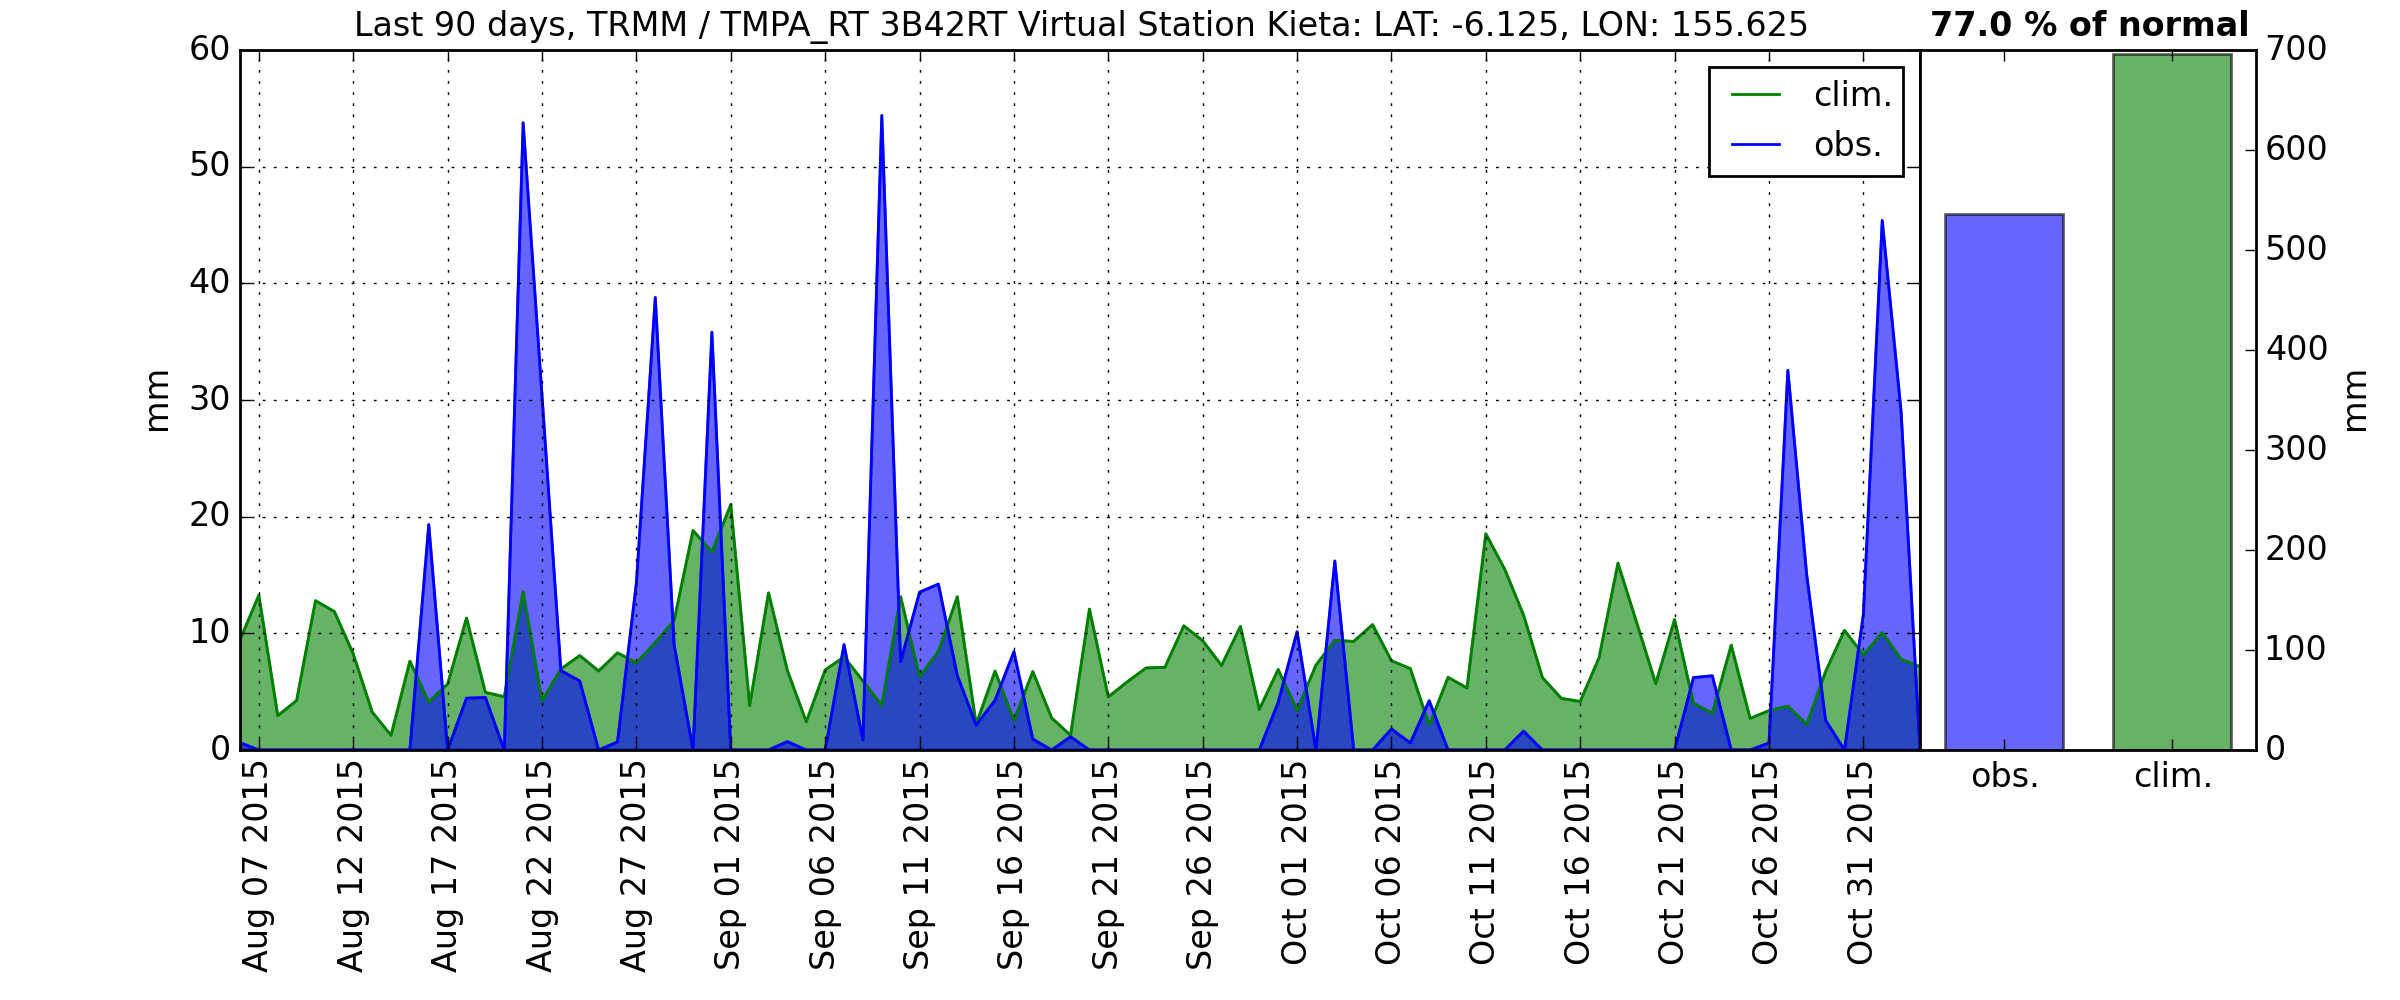 Last 90 days, TRMM / TMPA_RT 3B42RT Virtual Station Kieta: LAT: -6.125, LON: 155.625
77.0 % of normal
60
50
40
30
20
10
0
mm
clim.
obs.
Aug 07 2015
Aug 12 2015
Aug 17 2015
Aug 22 2015
Aug 27 2015
Sep 01 2015
Sep 06 2015
Sep 11 2015
Sep 16 2015
Sep 21 2015
Sep 26 2015
Oct 01 2015
Oct 06 2015
Oct 11 2015
Oct 16 2015
Oct 21 2015
Oct 26 2015
Oct 31 2015
obs.
clim.
700
600
500
400
300
200
100
0
mm